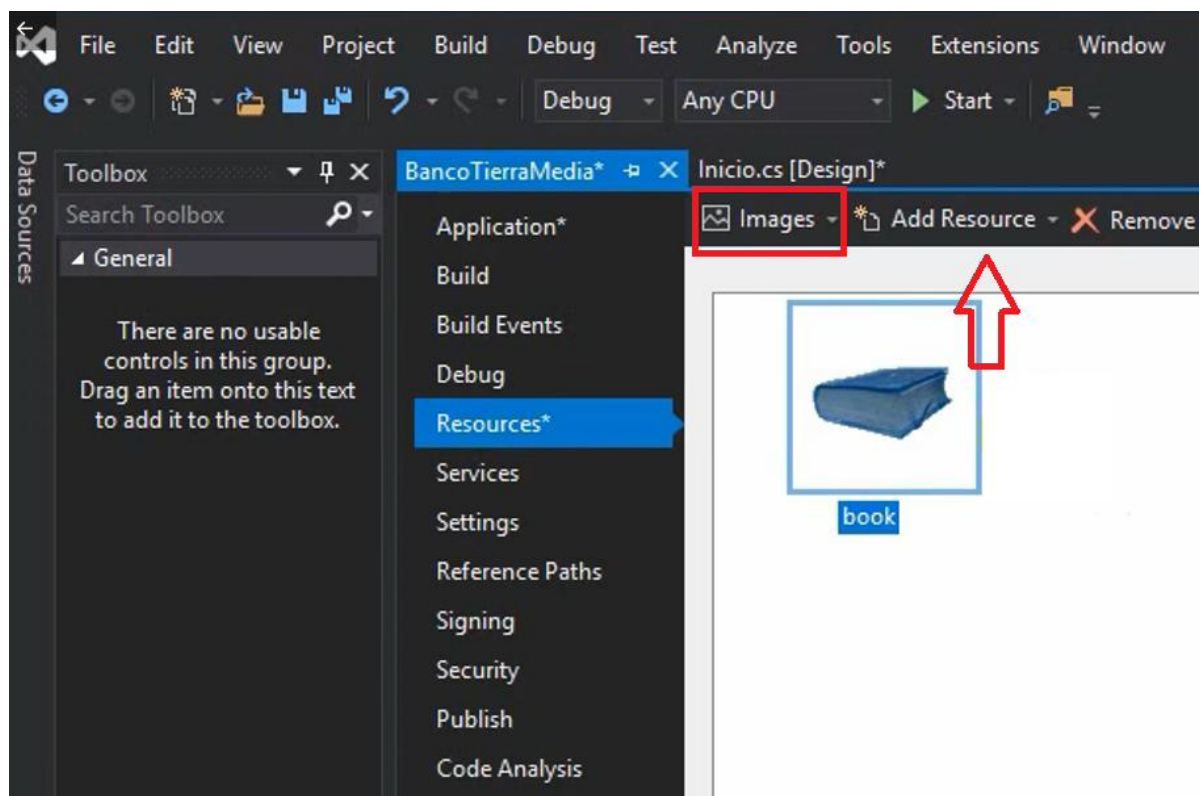 File Edit View Project Build Debug Test Analyze Tools Extensions Window
Debug Any CPU Start
Data Sources
Toolbox
Search Toolbox
General
There are no usable
controls in this group.
Drag an item onto this text
to add it to the toolbox.
BancoTierraMedia* Inicio.cs [Design]*
Application*
Build
Build Events
Debug
Resources*
Services
Settings
Reference Paths
Signing
Security
Publish
Code Analysis
Images Add Resource Remove
book